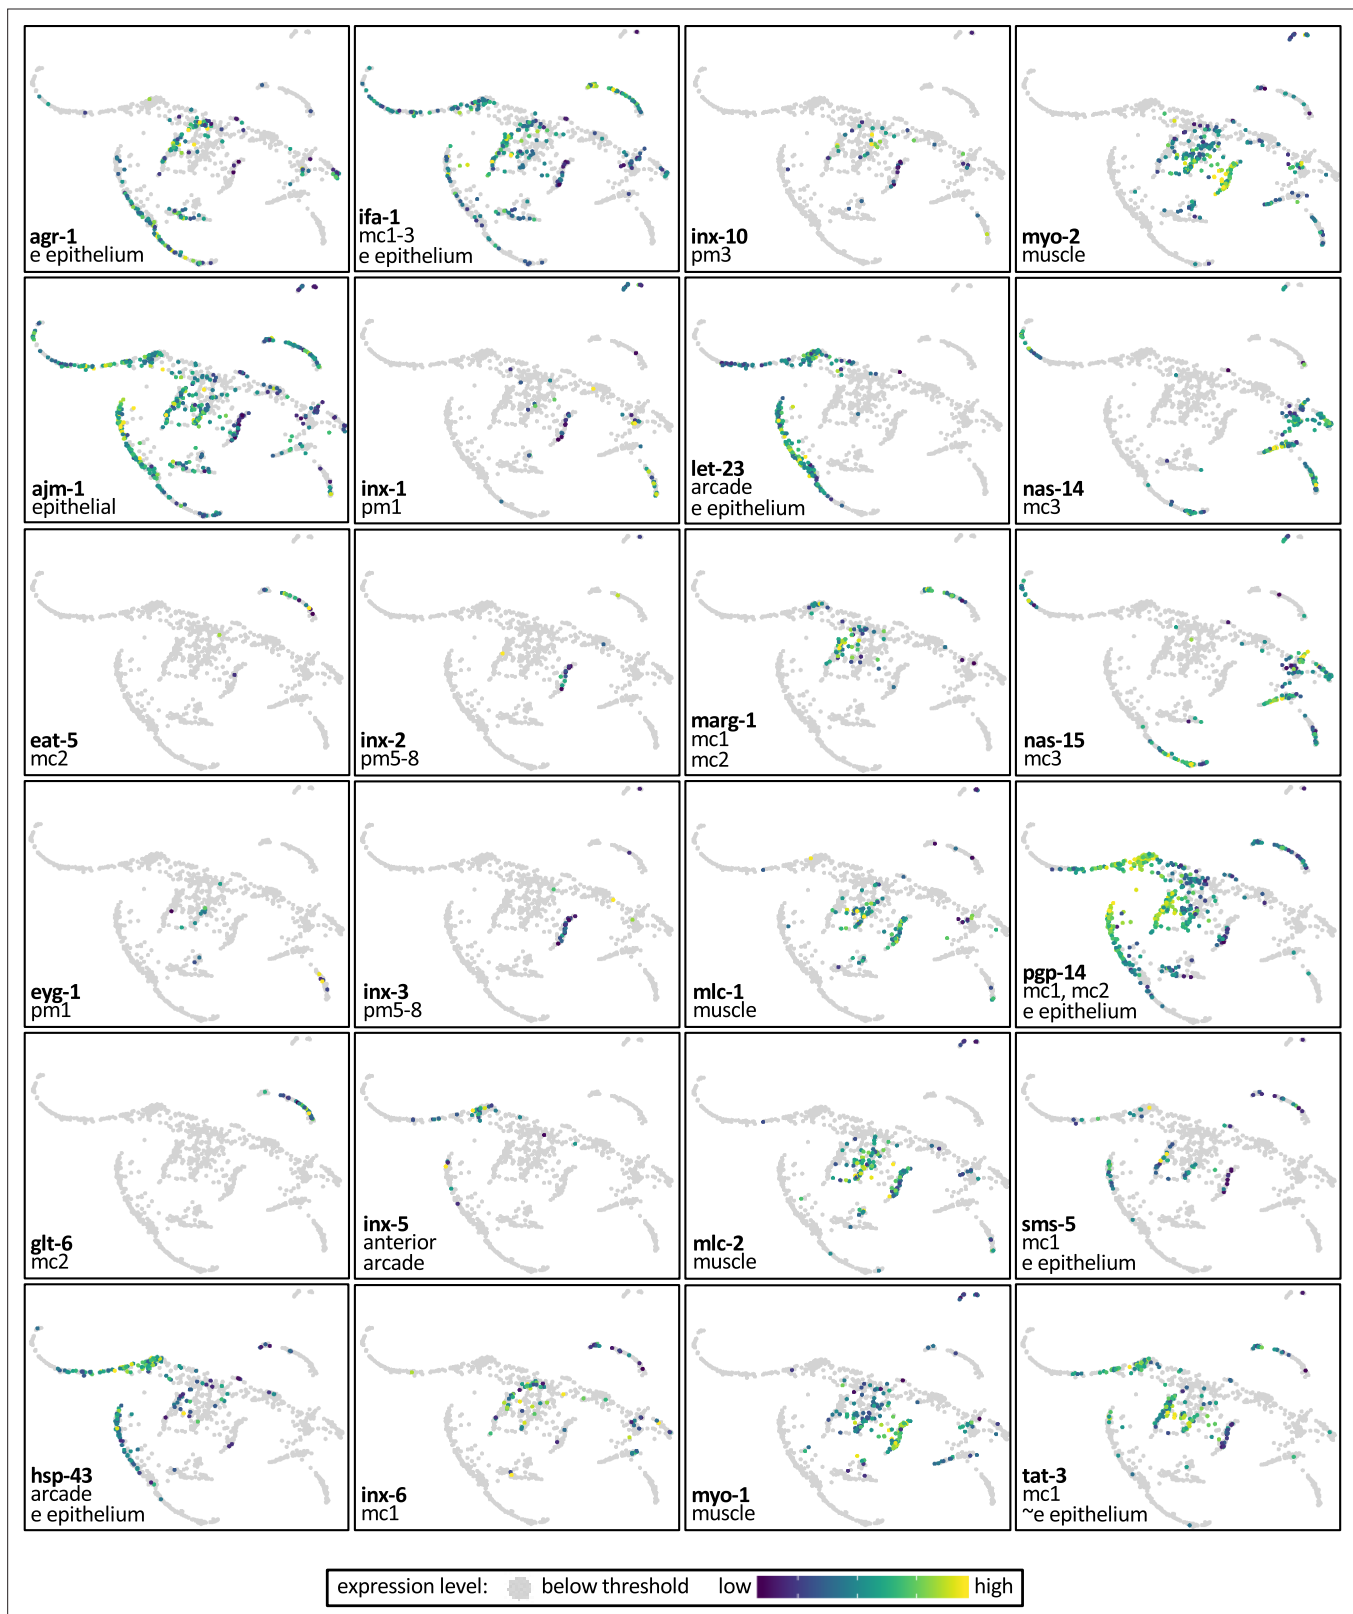 agr-1
e epithelium
ifa-1
mc1-3
e epithelium
inx-10
pm3
myo-2
muscle
ajm-1
epithelial
inx-1
pm1
let-23
arcade
e epithelium
nas-14
mc3
eat-5
mc2
inx-2
pm5-8
marg-1
mc1
mc2
nas-15
mc3
eyg-1
pm1
inx-3
pm5-8
mlc-1
muscle
pgp-14
mc1, mc2
e epithelium
glt-6
mc2
inx-5
anterior
arcade
mlc-2
muscle
sms-5
mc1
e epithelium
hsp-43
arcade
e epithelium
inx-6
mc1
myo-1
muscle
tat-3
mc1
~e epithelium
expression level: below threshold low high